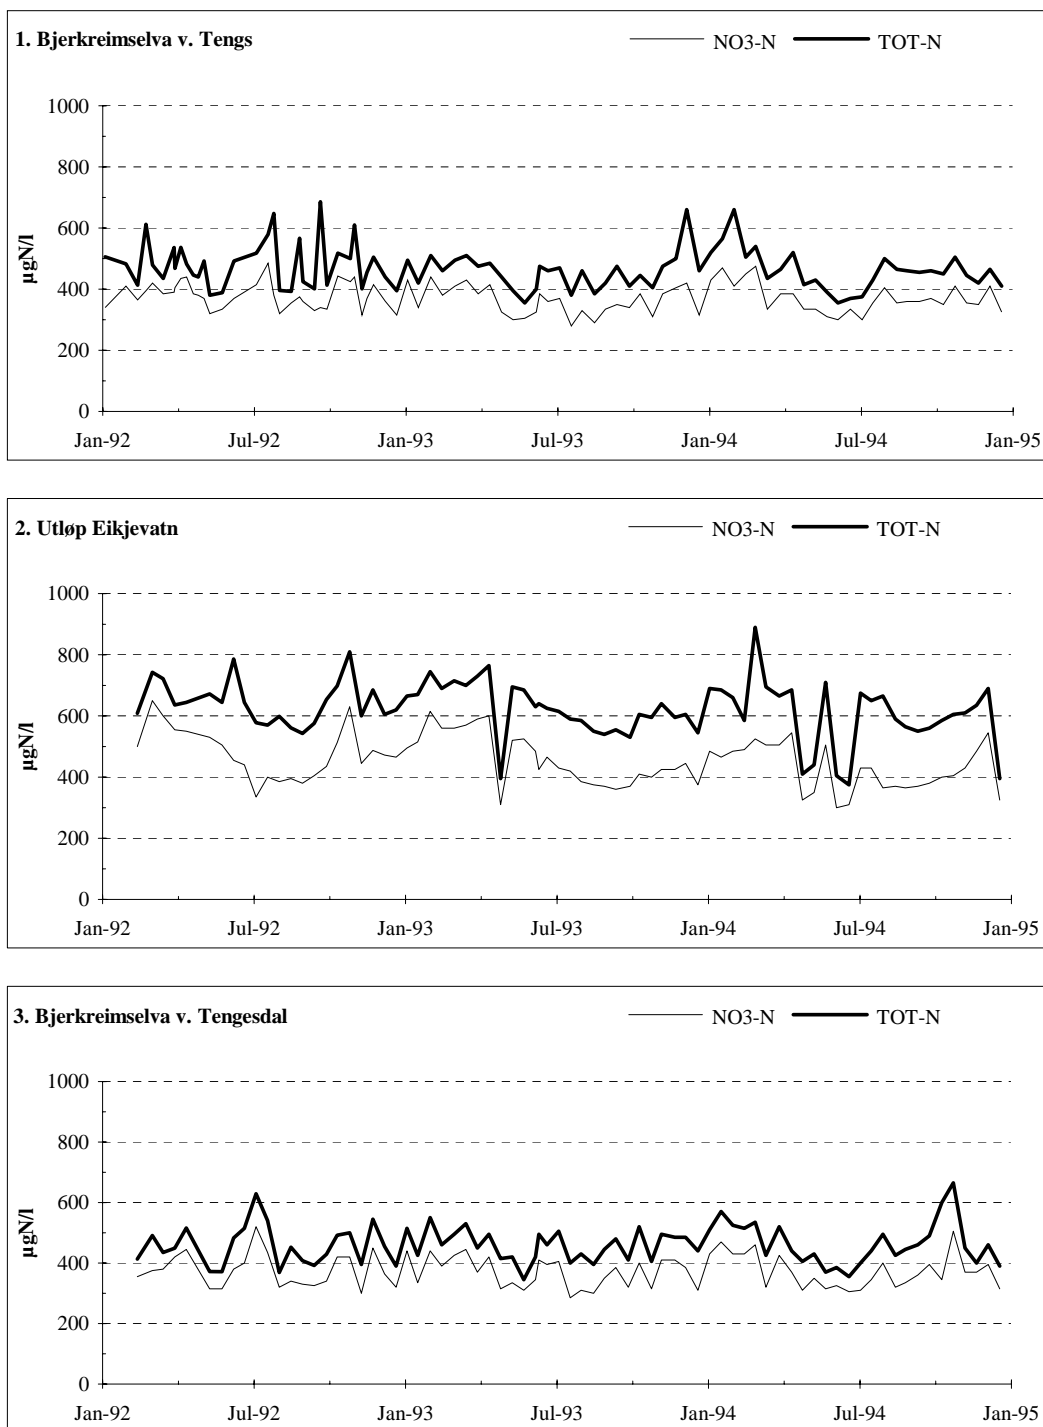 1. Bjerkreimselva v. Tengs NO3-N TOT-N
1000
800
600
400
200
0
µgN/l
Jan-92 Jul-92 Jan-93 Jul-93 Jan-94 Jul-94 Jan-95
2. Utløp Eikjevatn NO3-N TOT-N
1000
800
600
400
200
0
µgN/l
Jan-92 Jul-92 Jan-93 Jul-93 Jan-94 Jul-94 Jan-95
3. Bjerkreimselva v. Tengesdal NO3-N TOT-N
1000
800
600
400
200
0
µgN/l
Jan-92 Jul-92 Jan-93 Jul-93 Jan-94 Jul-94 Jan-95